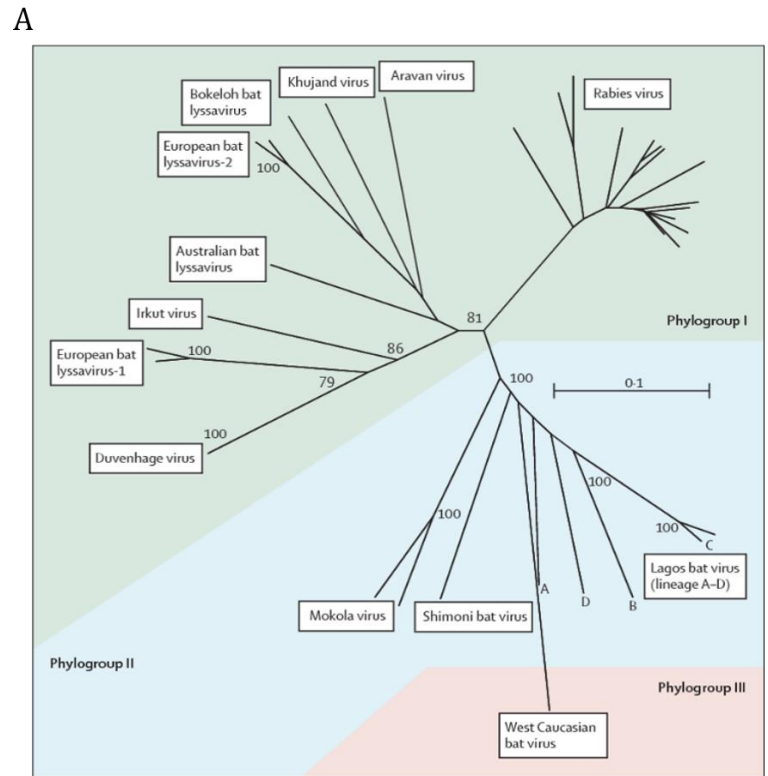 A
Bokeloh bat
lyssavirus
Khujand virus
Aravan virus
Rabies virus
European bat
lyssavirus-2
100
Australian bat
lyssavirus
Irkut virus
81
Phylogroup I
European bat
lyssavirus-1
100
86
79
100
0·1
100
Duvenhage virus
100
100
100
C
Lagos bat virus
(lineage A–D)
A
D
B
Mokola virus
Shimoni bat virus
Phylogroup II
Phylogroup III
West Caucasian
bat virus